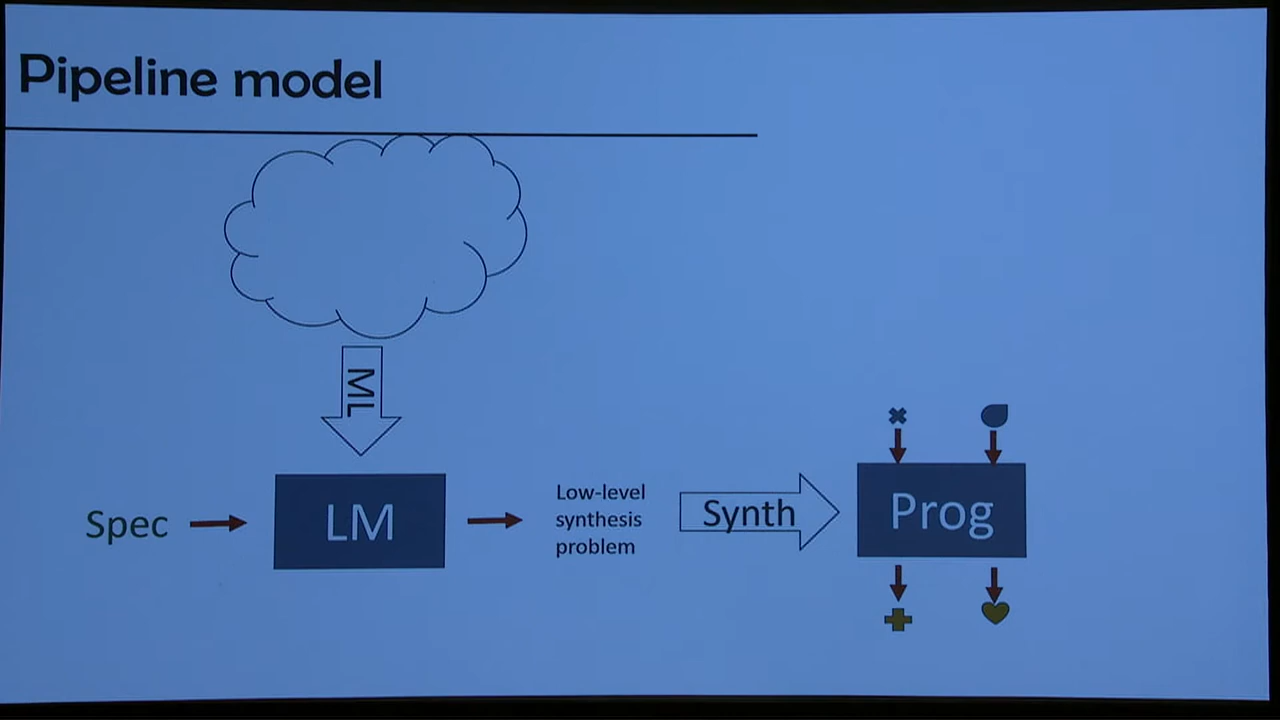 Pipeline model
ML
Spec
LM
Low-level
synthesis
problem
Synth
Prog